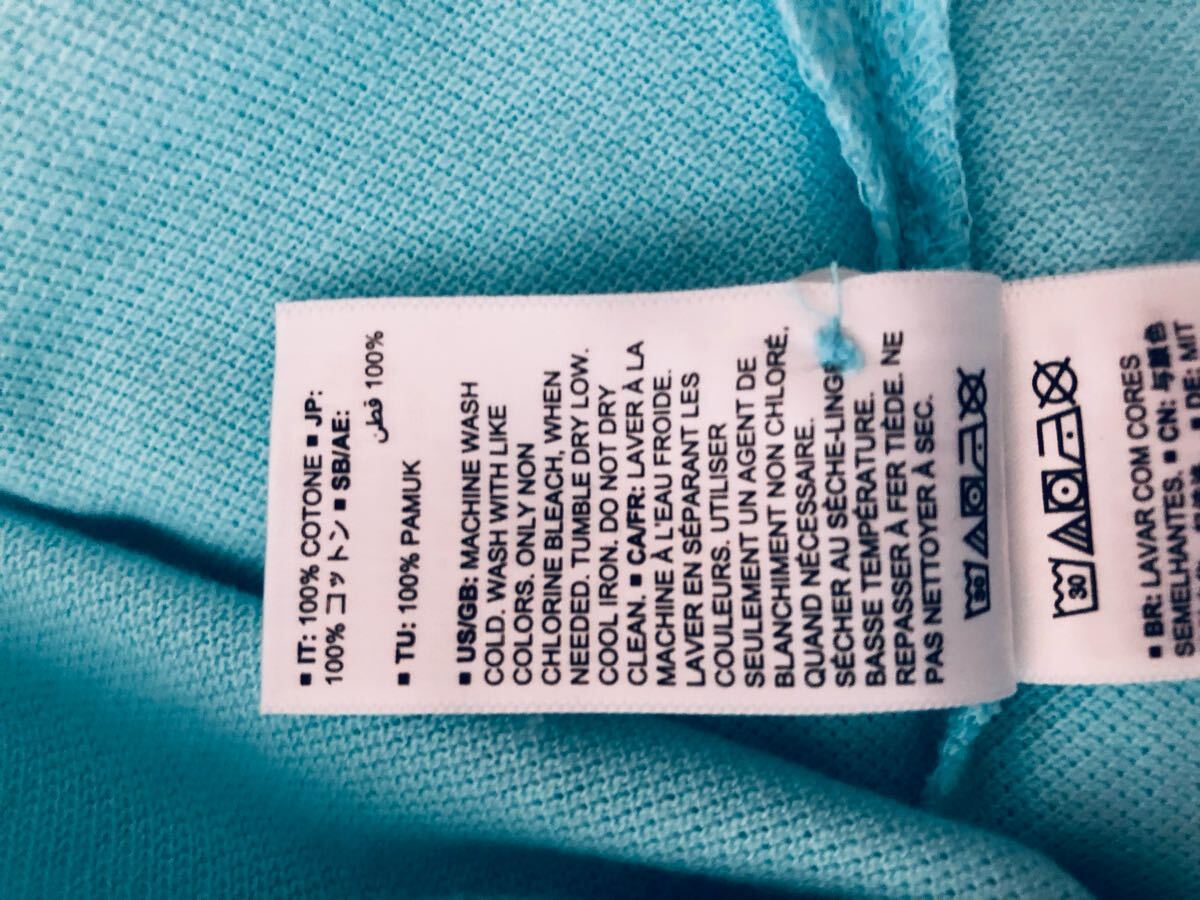 ■ IT: 100% COTONE ■ JP:
100% コットン ■ SB/AE:
قطن 100%
■ TU: 100% PAMUK
■ US/GB: MACHINE WASH
COLD. WASH WITH LIKE
COLORS. ONLY NON
CHLORINE BLEACH, WHEN
NEEDED. TUMBLE DRY LOW.
COOL IRON. DO NOT DRY
CLEAN. ■ CA/FR: LAVER À LA
MACHINE À L'EAU FROIDE.
LAVER EN SÉPARANT LES
COULEURS. UTILISER
SEULEMENT UN AGENT DE
BLANCHIMENT NON CHLORÉ,
QUAND NÉCESSAIRE.
SÉCHER AU SÈCHE-LINGE
BASSE TEMPÉRATURE.
REPASSER À FER TIÈDE. NE
PAS NETTOYER À SEC.
30
30
■ BR: LAVAR COM CORES
SEMELHANTES. ■ CN: 与颜色
■ DE: MIT